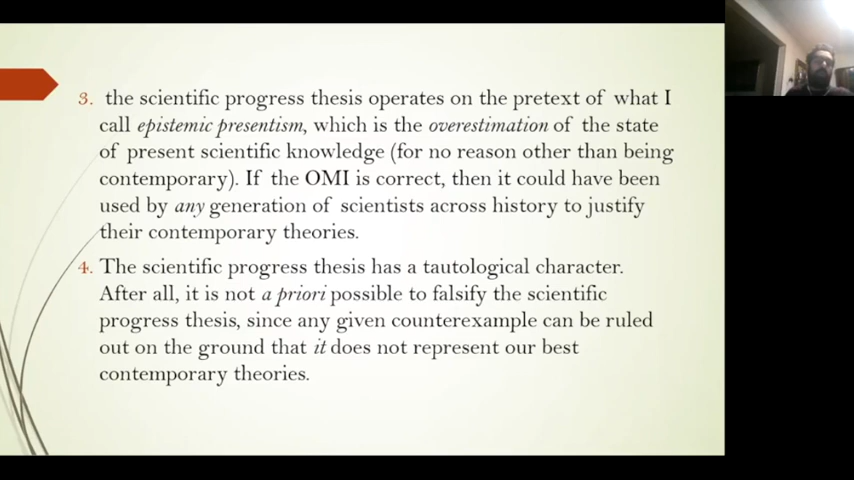 3. the scientific progress thesis operates on the pretext of what I
call epistemic presentism, which is the overestimation of the state
of present scientific knowledge (for no reason other than being
contemporary). If the OMI is correct, then it could have been
used by any generation of scientists across history to justify
their contemporary theories.
4. The scientific progress thesis has a tautological character.
After all, it is not a priori possible to falsify the scientific
progress thesis, since any given counterexample can be ruled
out on the ground that it does not represent our best
contemporary theories.